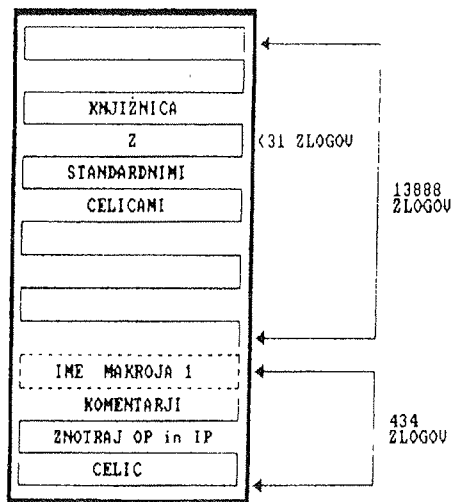 KNJIŽNICA
Z
<31 ZLOGOV
STANDARDNIMI
CELICAMI
13888
ZLOGOV
IME MAKROJA 1
KOMENTARJI
ZNOTRAJ OP in IP
CELIC
434
ZLOGOV